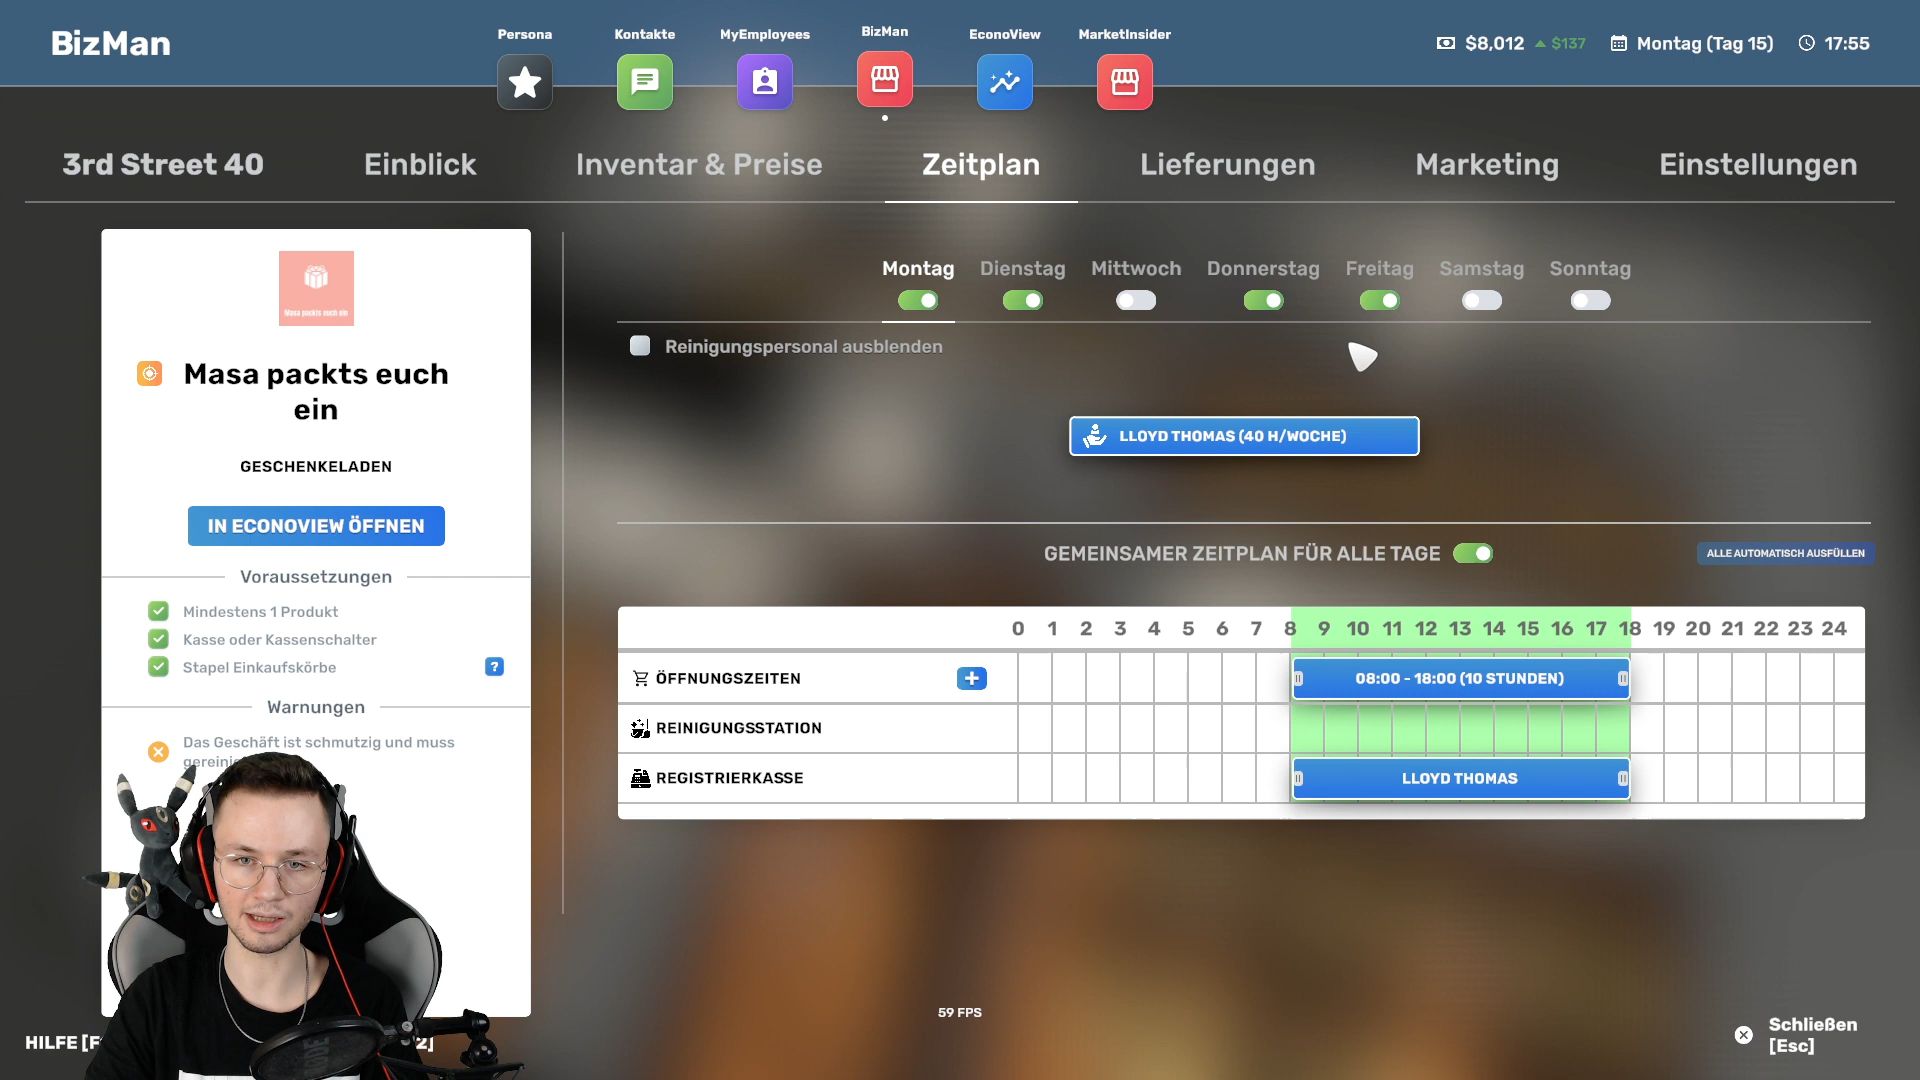 BizMan
Persona
Kontakte
MyEmployees
BizMan
EconoView
MarketInsider
$8,012 $137
Montag (Tag 15)
17:55
3rd Street 40
Einblick
Inventar & Preise
Zeitplan
Lieferungen
Marketing
Einstellungen
Masa packts euch ein
Masa packts euch
ein
GESCHENKELADEN
IN ECONOVIEW ÖFFNEN
Voraussetzungen
Mindestens 1 Produkt
Kasse oder Kassenschalter
Stapel Einkaufskörbe
?
Warnungen
Das Geschäft ist schmutzig und muss
Montag
Dienstag
Mittwoch
Donnerstag
Freitag
Samstag
Sonntag
Reinigungspersonal ausblenden
LLOYD THOMAS (40 H/WOCHE)
GEMEINSAMER ZEITPLAN FÜR ALLE TAGE
ALLE AUTOMATISCH AUSFÜLLEN
0 1 2 3 4 5 6 7 8 9 10 11 12 13 14 15 16 17 18 19 20 21 22 23 24
ÖFFNUNGSZEITEN
08:00 - 18:00 (10 STUNDEN)
REINIGUNGSSTATION
REGISTRIERKASSE
LLOYD THOMAS
59 FPS
HILFE [F
2]
Schließen
[Esc]